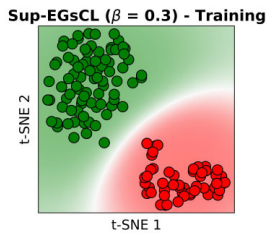 Sup-EGsCL (β = 0.3) - Training
t-SNE 2
t-SNE 1